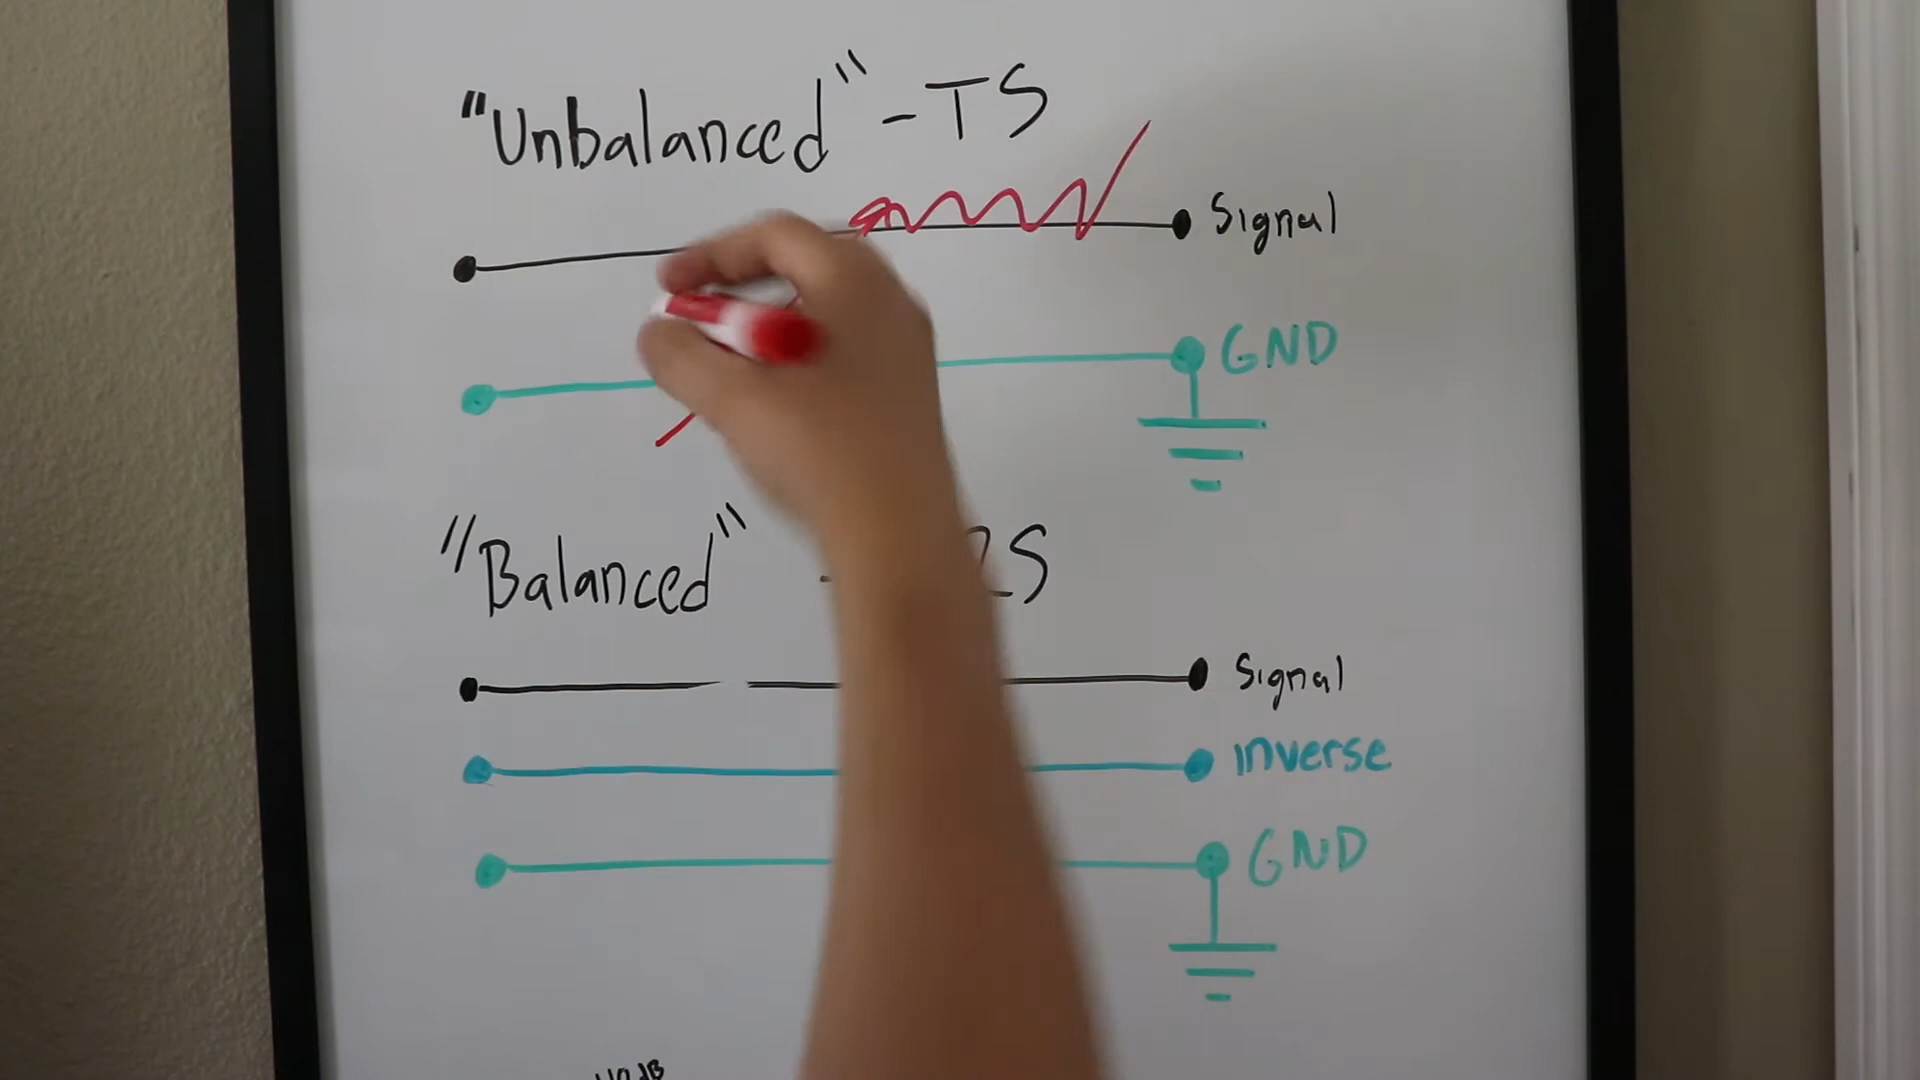 "Unbalanced" - TS
Signal
GND
"Balanced" -
Signal
inverse
GND